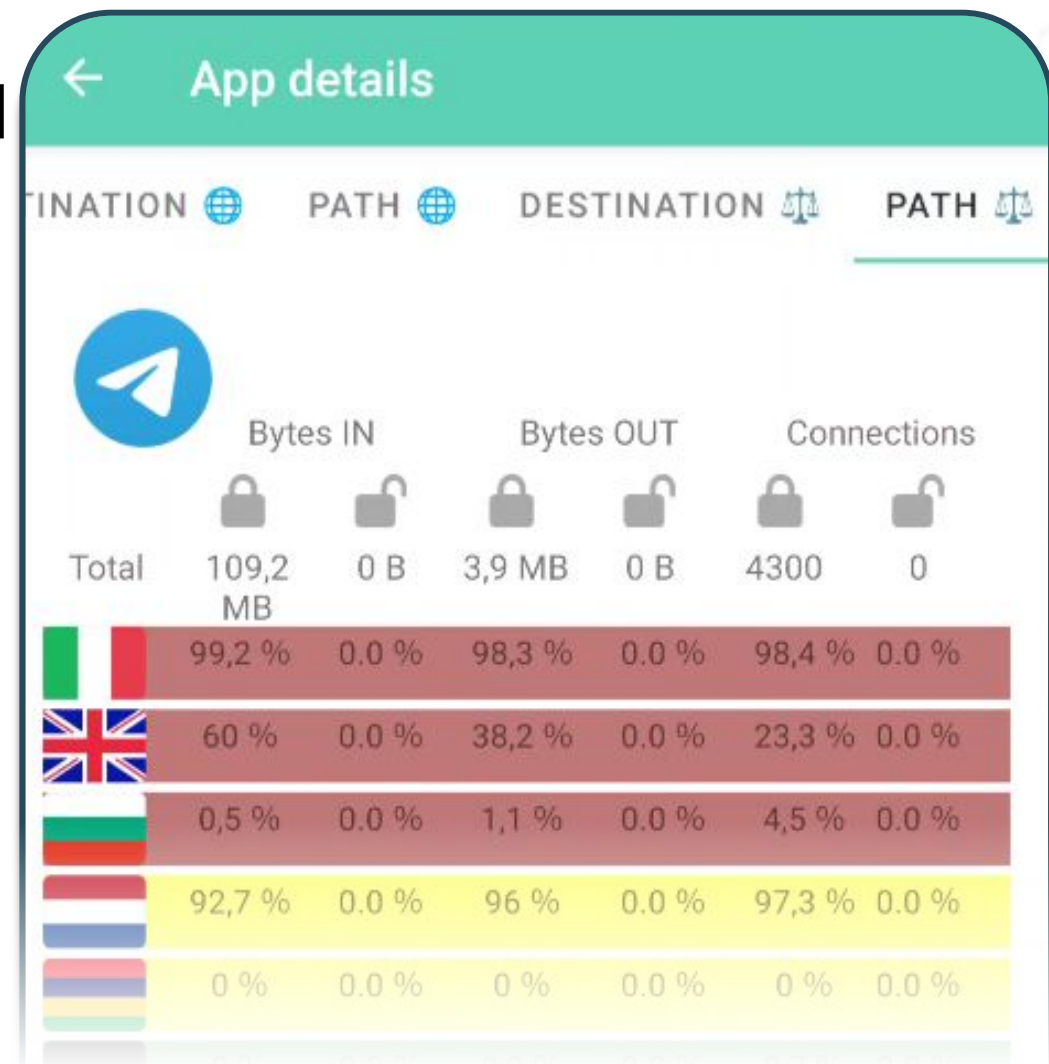 App details
TINATION PATH DESTINATION PATH
Bytes IN Bytes OUT Connections
Total 109,2 MB 0 B 3,9 MB 0 B 4300 0
99,2 % 0.0 % 98,3 % 0.0 % 98,4 % 0.0 %
60 % 0.0 % 38,2 % 0.0 % 23,3 % 0.0 %
0,5 % 0.0 % 1,1 % 0.0 % 4,5 % 0.0 %
92,7 % 0.0 % 96 % 0.0 % 97,3 % 0.0 %
0 % 0.0 % 0 % 0.0 % 0 % 0.0 %